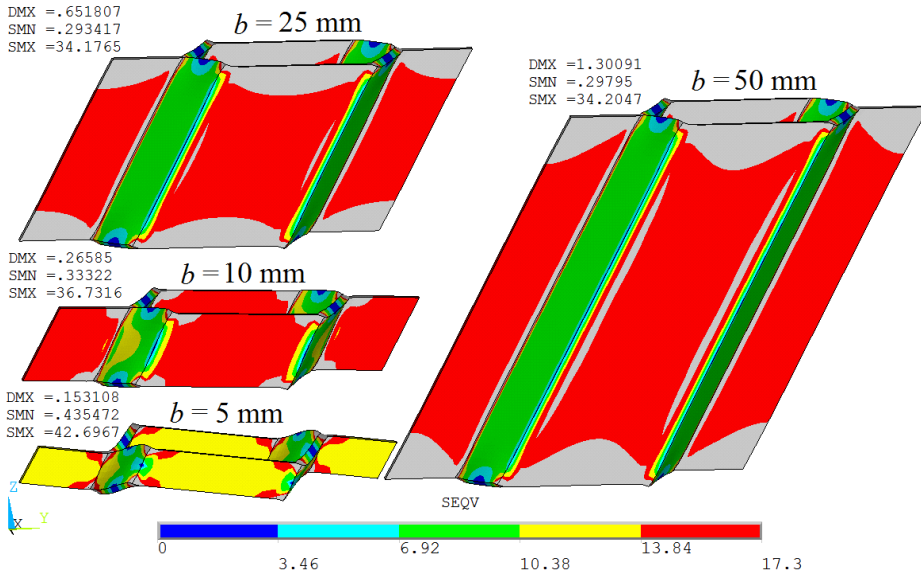 DMX =.651807
SMN =.293417
SMX =34.1765
b = 25 mm
DMX =1.30091
SMN =.29795
SMX =34.2047
b = 50 mm
DMX =.26585
SMN =.33322
SMX =36.7316
b = 10 mm
DMX =.153108
SMN =.435472
SMX =42.6967
b = 5 mm
Z
Y
X
SEQV
0 6.92 13.84
3.46 10.38 17.3